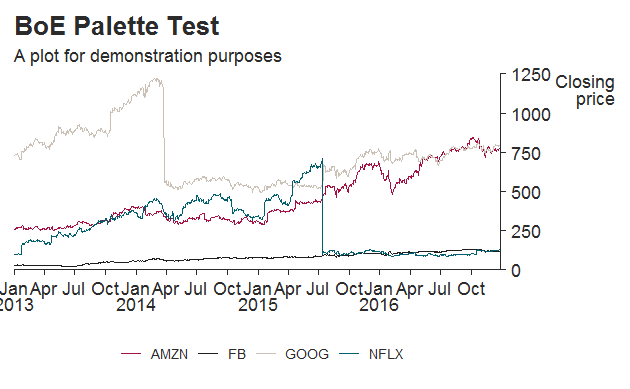 BoE Palette Test
A plot for demonstration purposes
1250
Closing
price
1000
750
500
250
0
Jan Apr Jul Oct Jan Apr Jul Oct Jan Apr Jul Oct Jan Apr Jul Oct
2013 2014 2015 2016
AMZN FB GOOG NFLX